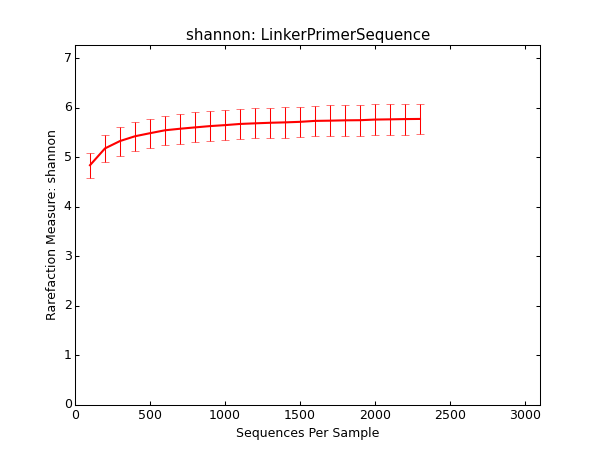 shannon: LinkerPrimerSequence
7
6
5
4
3
2
1
0
Rarefaction Measure: shannon
0 500 1000 1500 2000 2500 3000
Sequences Per Sample